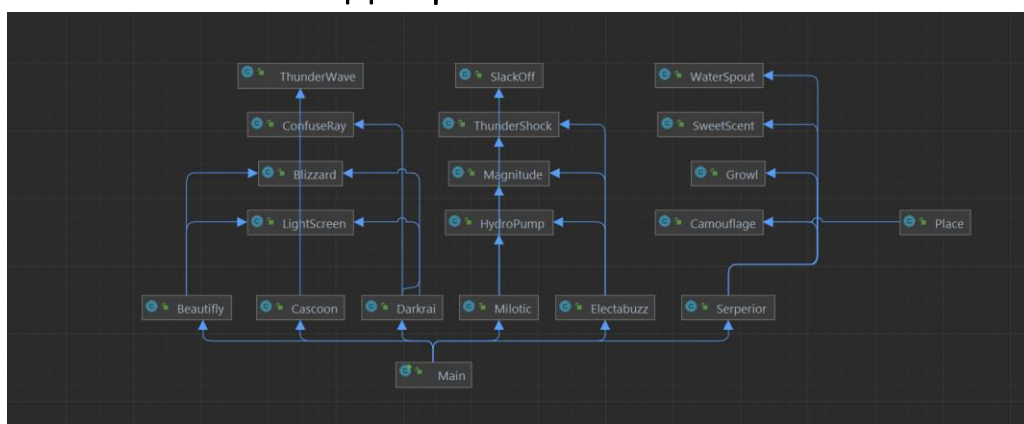 ThunderWave SlackOff WaterSpout
ConfuseRay ThunderShock SweetScent
Blizzard Magnitude Growl
LightScreen HydroPump Camouflage Place
Beautifly Cascoon Darkrai Milotic Electabuzz Serperior
Main